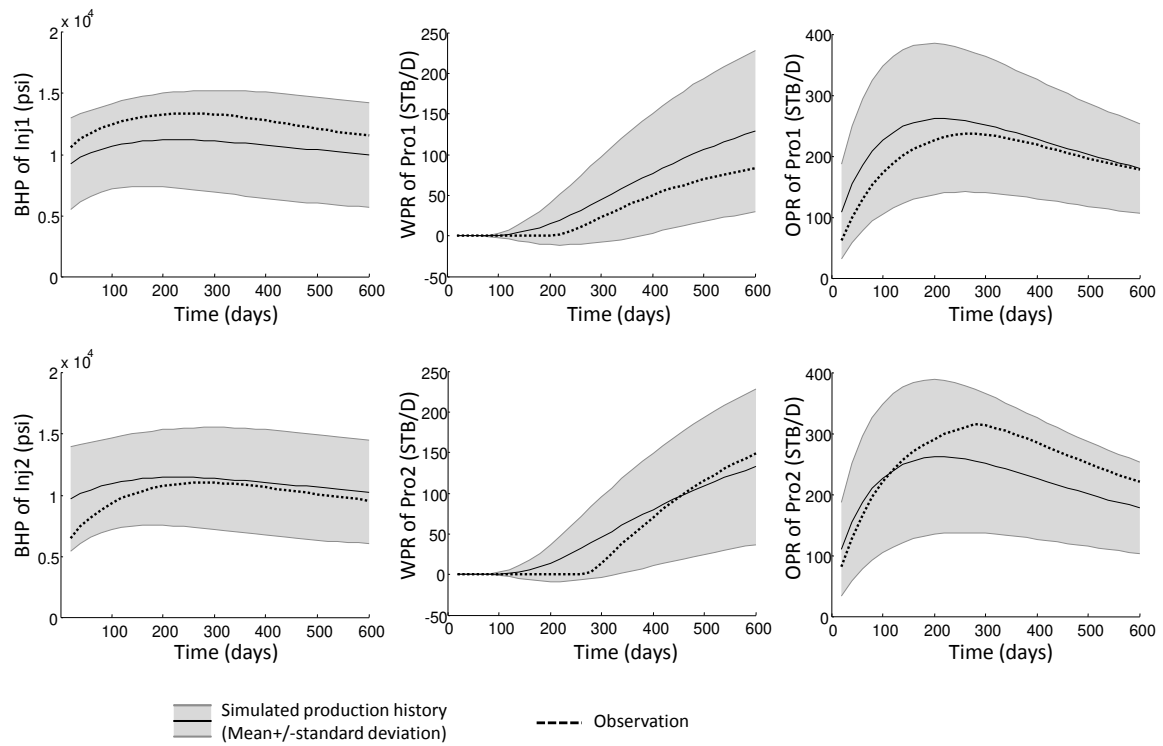 x 10^4
2
1.5
1
0.5
0
100 200 300 400 500 600
BHP of Inj1 (psi)
Time (days)
250
200
150
100
50
0
-50
0 100 200 300 400 500 600
WPR of Pro1 (STB/D)
Time (days)
400
300
200
100
0
0 100 200 300 400 500 600
OPR of Pro1 (STB/D)
Time (days)
x 10^4
2
1.5
1
0.5
0
100 200 300 400 500 600
BHP of Inj2 (psi)
Time (days)
250
200
150
100
50
0
-50
0 100 200 300 400 500 600
WPR of Pro2 (STB/D)
Time (days)
400
300
200
100
0
0 100 200 300 400 500 600
OPR of Pro2 (STB/D)
Time (days)
Simulated production history
(Mean+/-standard deviation)
Observation